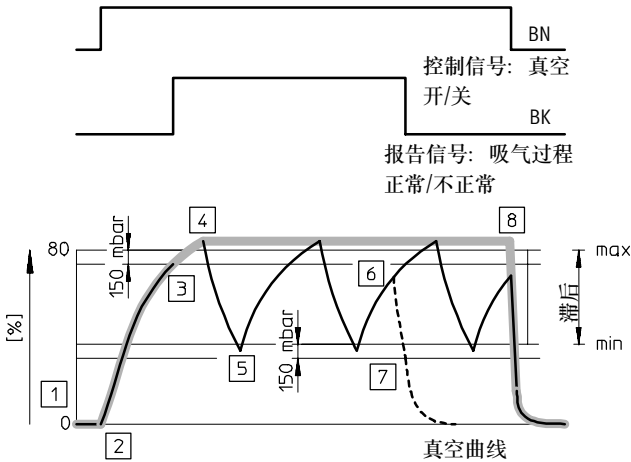 BN
控制信号: 真空
开/关
BK
报告信号: 吸气过程
正常/不正常
4
8
80
150 mbar
max
3
6
[%]
滞后
150 mbar
min
5
7
1
0
2
真空曲线